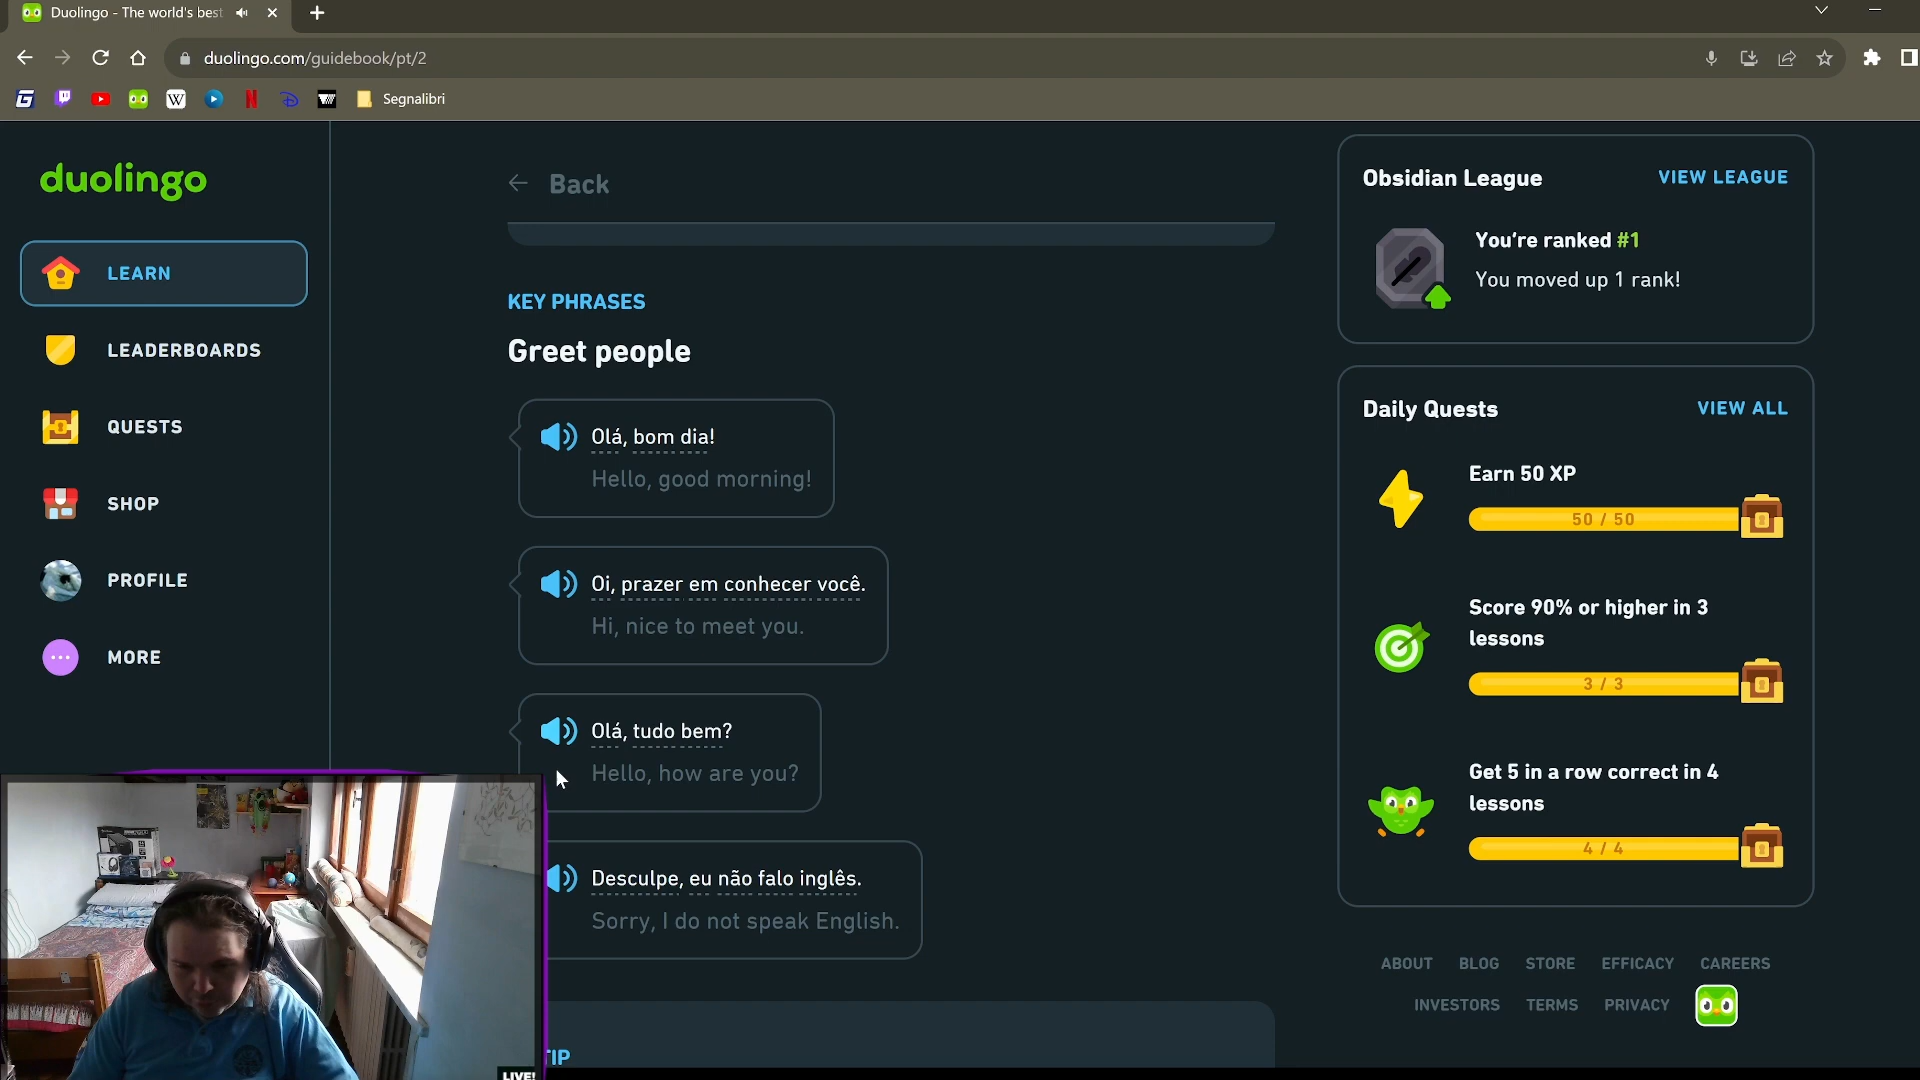 Duolingo - The world's best
duolingo.com/guidebook/pt/2
W
N
Segnalibri
duolingo
LEARN
LEADERBOARDS
QUESTS
SHOP
PROFILE
MORE
Back
KEY PHRASES
Greet people
Olá, bom dia!
Hello, good morning!
Oi, prazer em conhecer você.
Hi, nice to meet you.
Olá, tudo bem?
Hello, how are you?
Desculpe, eu não falo inglês.
Sorry, I do not speak English.
TIP
LIVE!
Obsidian League
VIEW LEAGUE
You're ranked #1
You moved up 1 rank!
Daily Quests
VIEW ALL
Earn 50 XP
50 / 50
Score 90% or higher in 3
lessons
3 / 3
Get 5 in a row correct in 4
lessons
4 / 4
ABOUT BLOG STORE EFFICACY CAREERS
INVESTORS TERMS PRIVACY